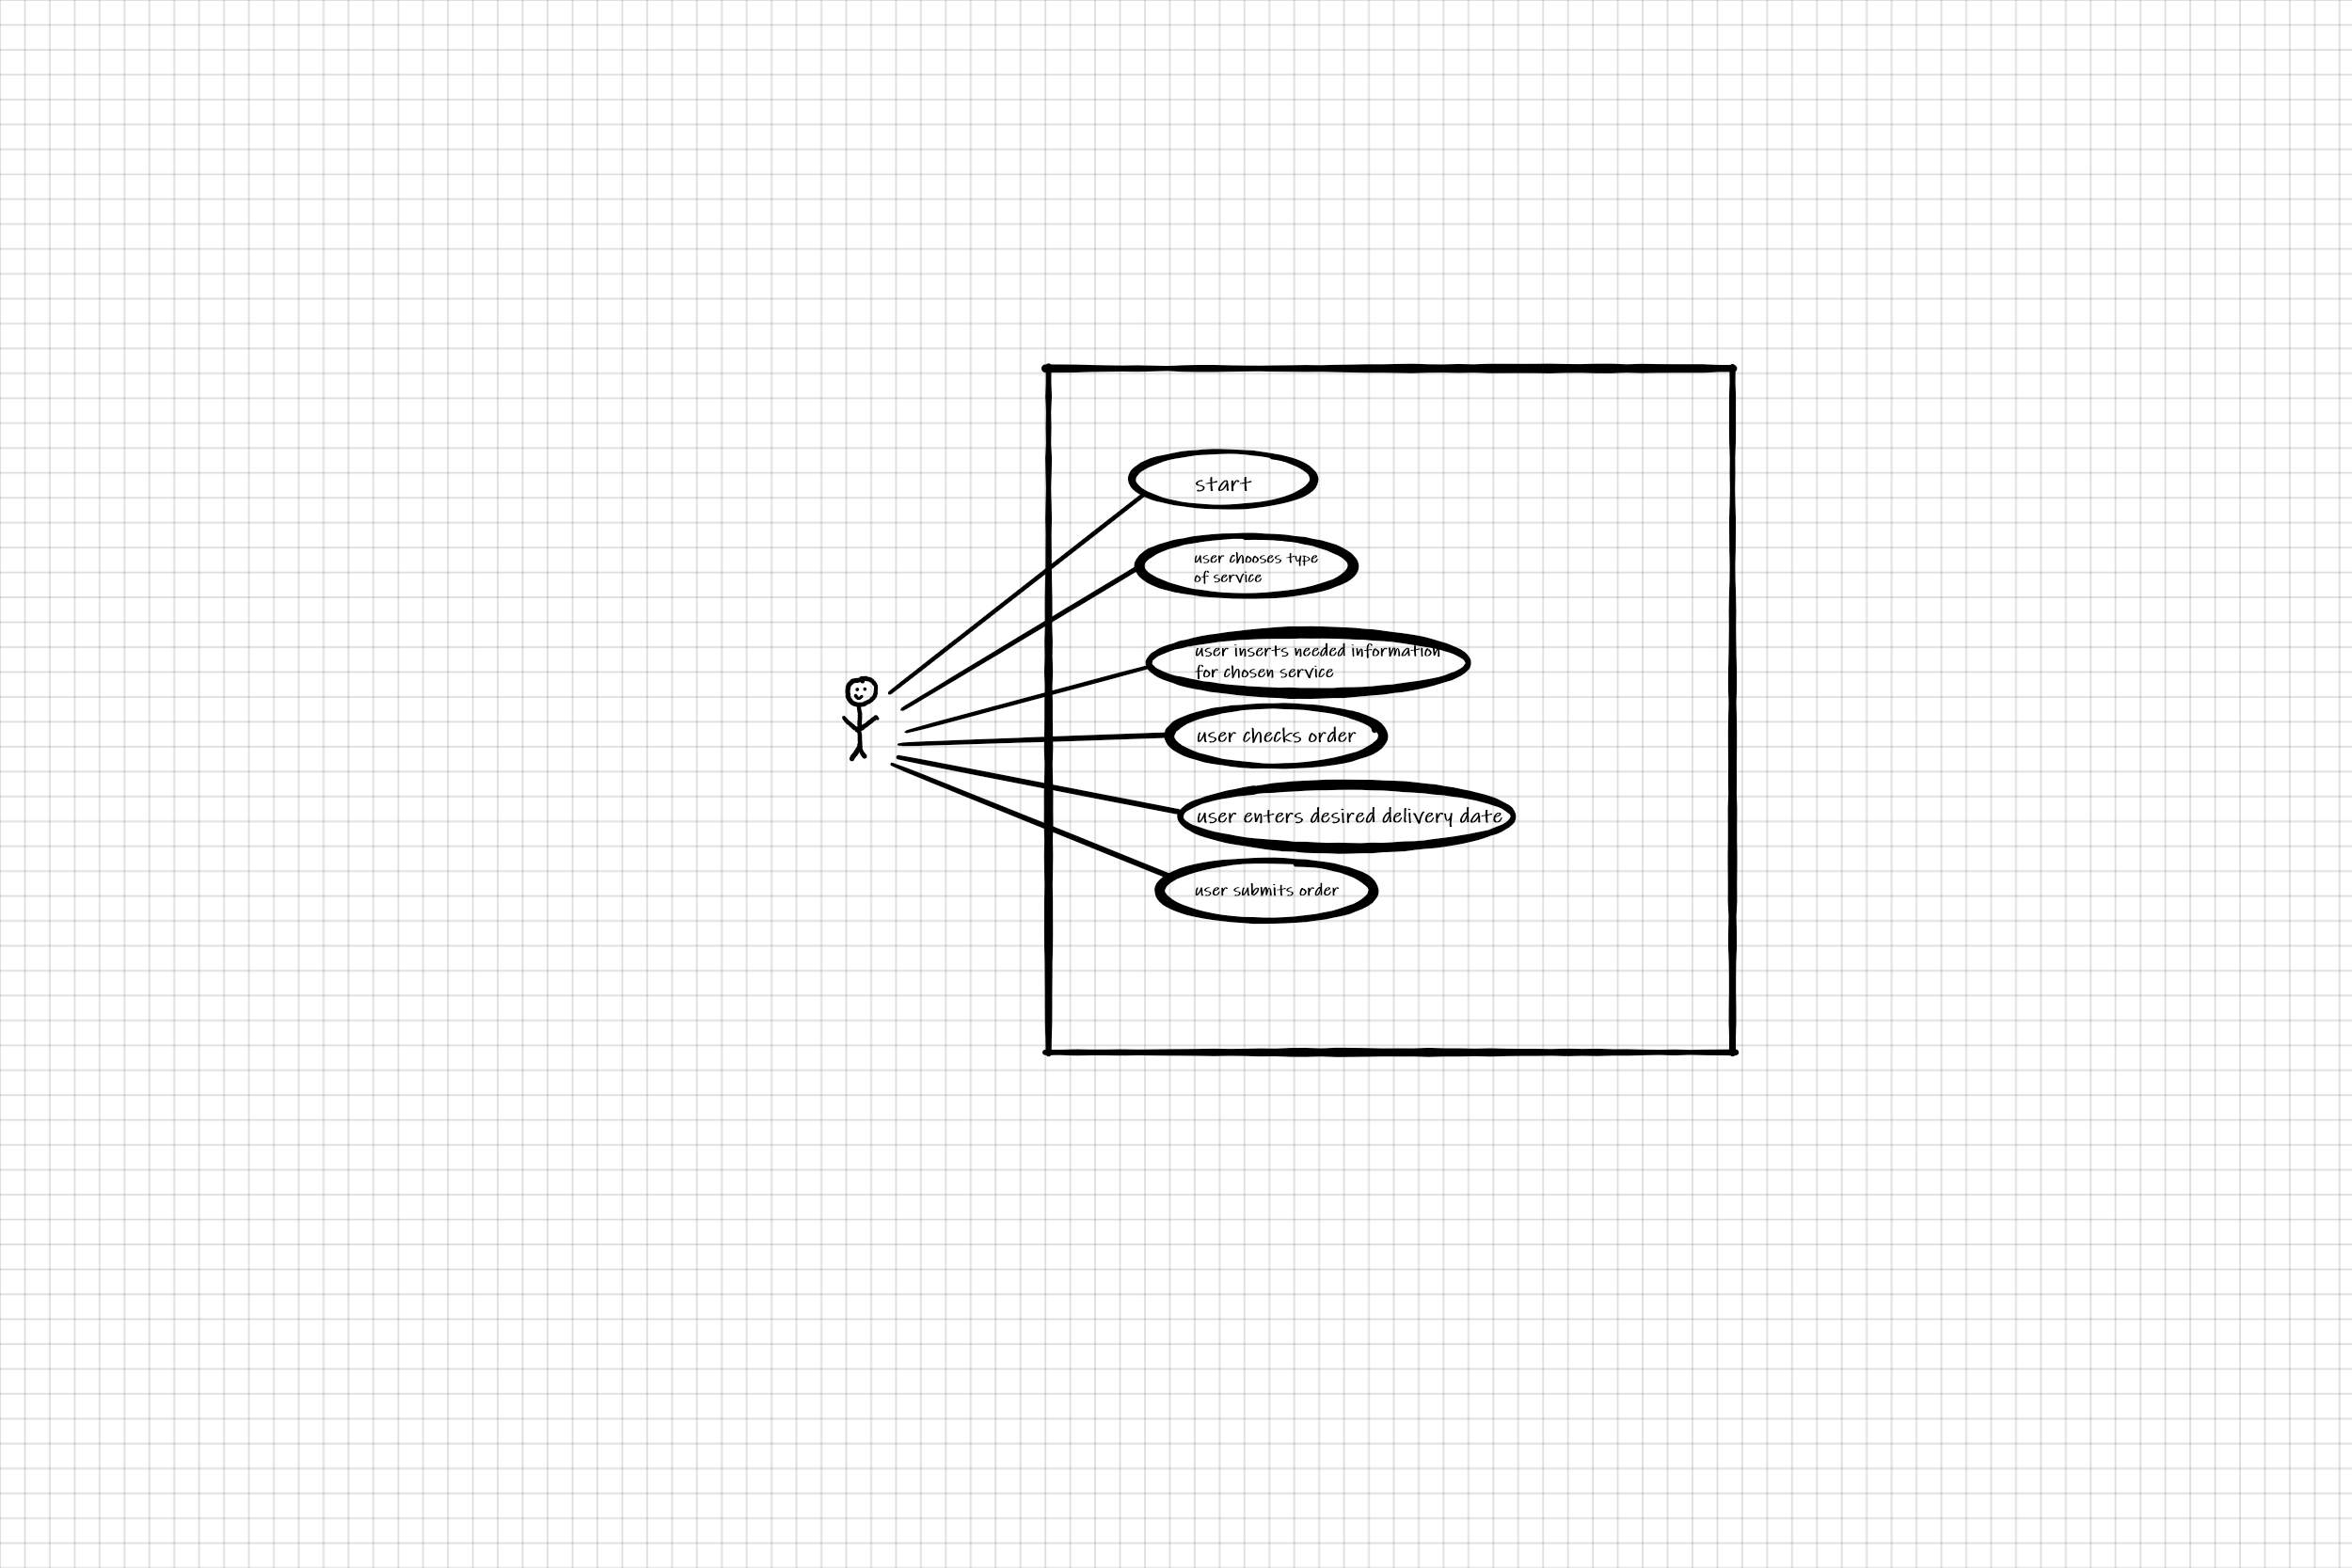 start
user chooses type
of service
user inserts needed information
for chosen service
user checks order
user enters desired delivery date
user submits order